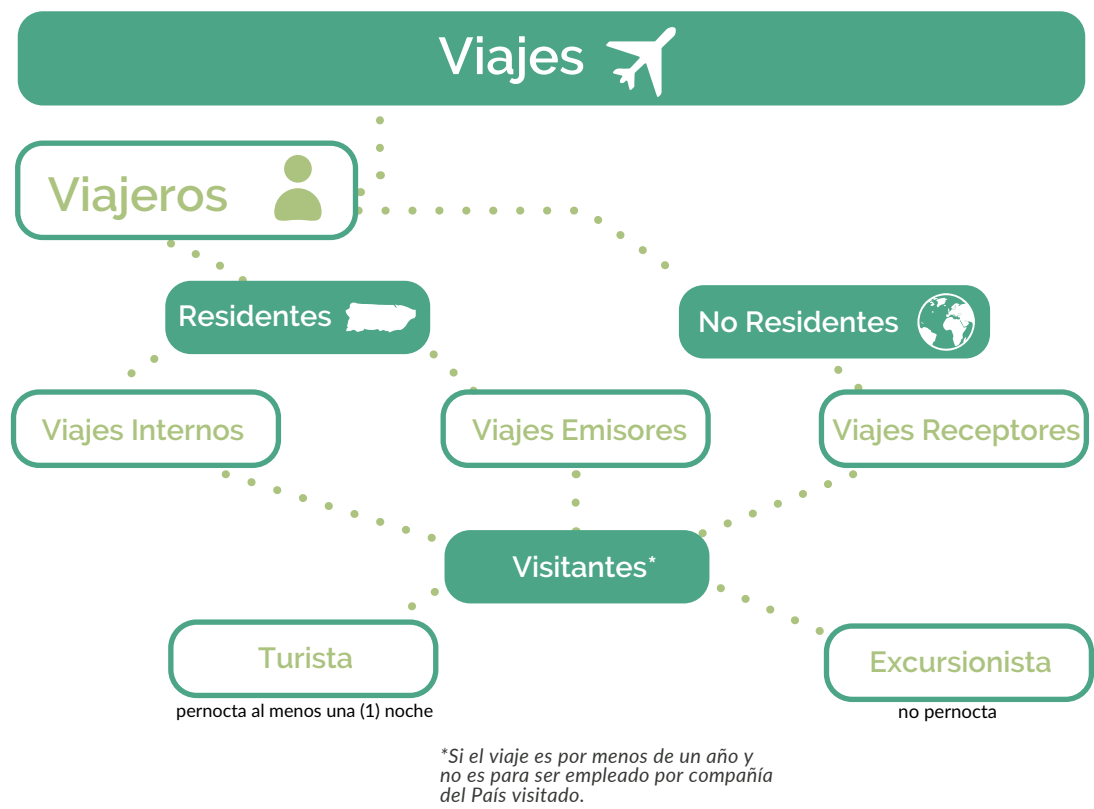 Viajes
Viajeros
Residentes
No Residentes
Viajes Internos
Viajes Emisores
Viajes Receptores
Visitantes*
Turista
Excursionista
pernocta al menos una (1) noche
no pernocta
*Si el viaje es por menos de un año y
no es para ser empleado por compañía
del País visitado.